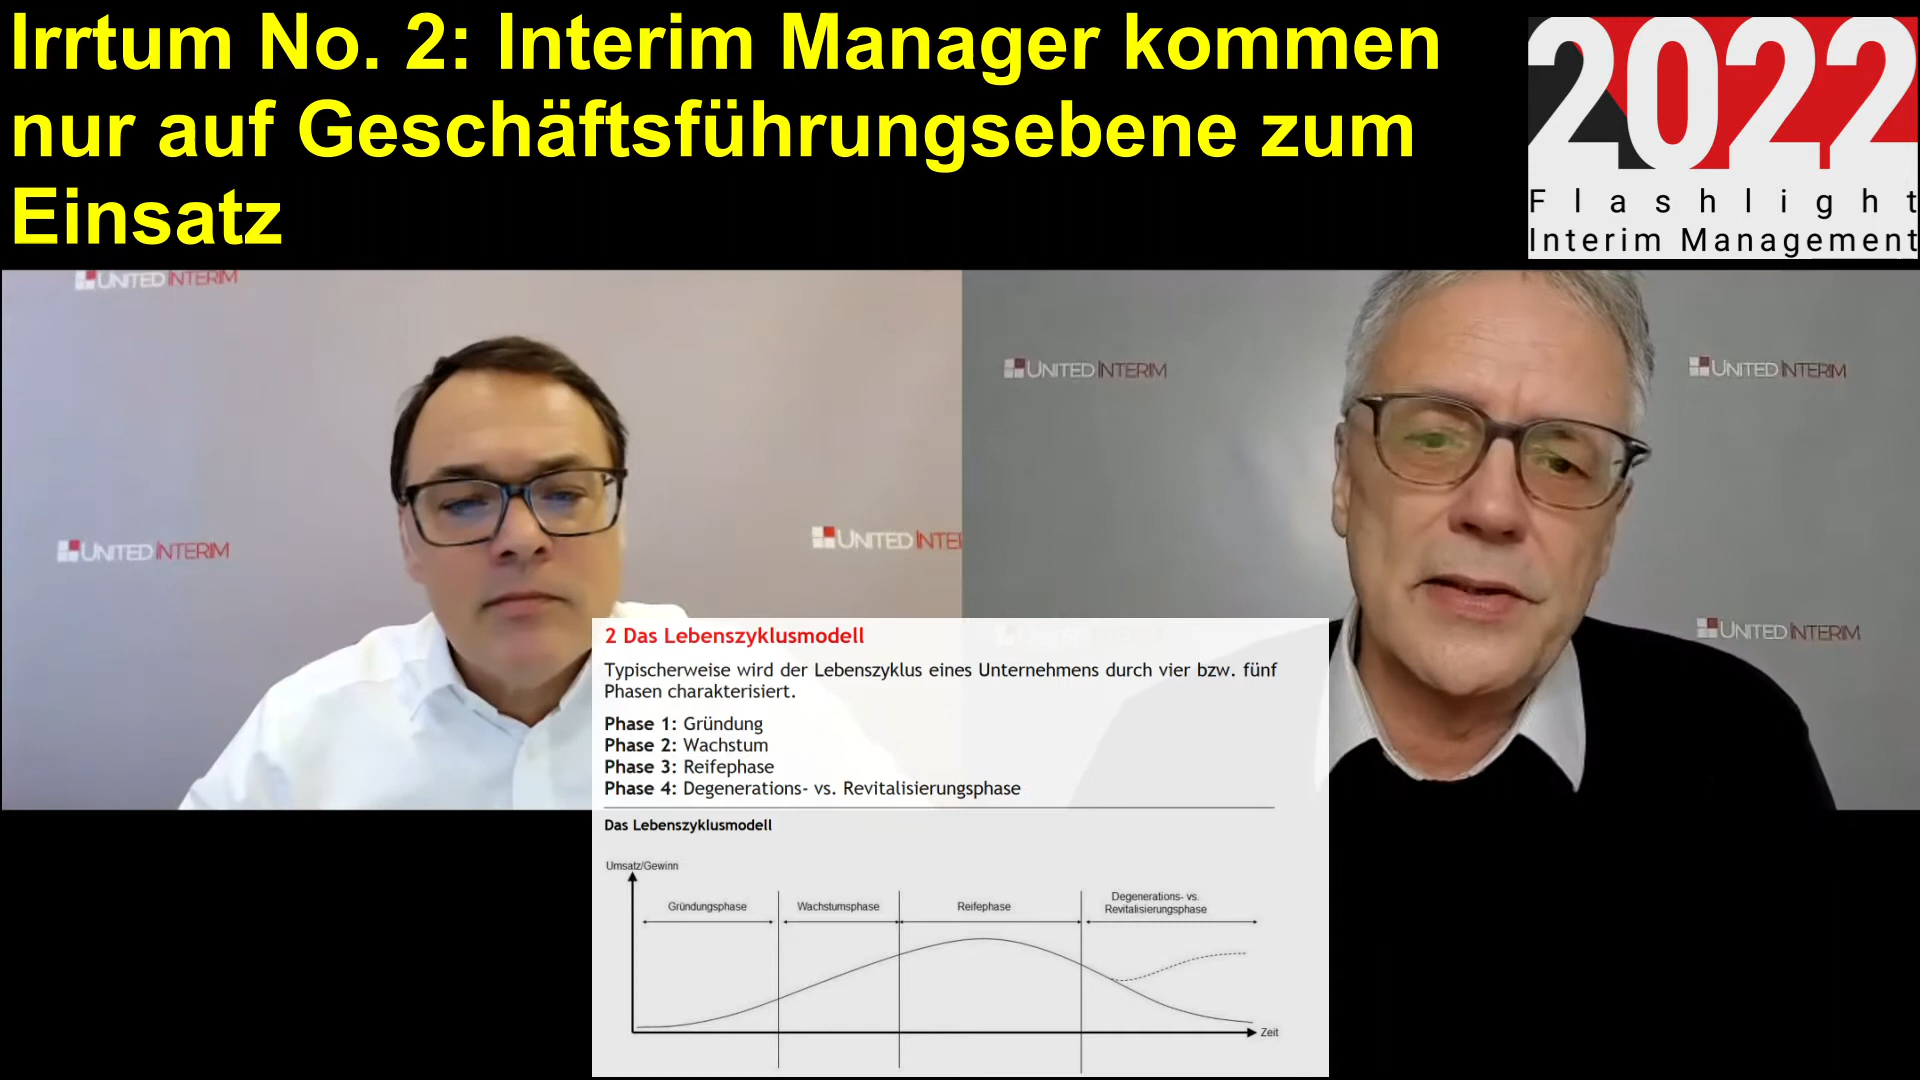 Irrtum No. 2: Interim Manager kommen
nur auf Geschäftsführungsebene zum
Einsatz
2022
Flashlight
Interim Management
UNITED INTERIM
UNITED INTERIM
UNITED INTERIM
UNITED INTERIM
UNITED INTE
UNITED INTERIM
2 Das Lebenszyklusmodell
Typischerweise wird der Lebenszyklus eines Unternehmens durch vier bzw. fünf
Phasen charakterisiert.
Phase 1: Gründung
Phase 2: Wachstum
Phase 3: Reifephase
Phase 4: Degenerations- vs. Revitalisierungsphase
Das Lebenszyklusmodell
Umsatz/Gewinn
Gründungsphase
Wachstumsphase
Reifephase
Degenerations- vs.
Revitalisierungsphase
Zeit